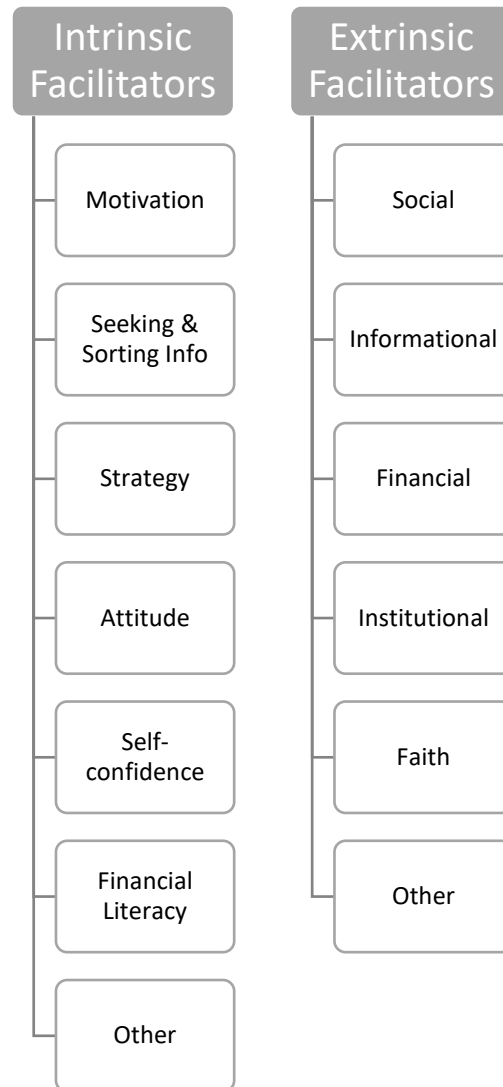 Intrinsic
Facilitators
Motivation
Seeking &
Sorting Info
Strategy
Attitude
Self-
confidence
Financial
Literacy
Other
Extrinsic
Facilitators
Social
Informational
Financial
Institutional
Faith
Other